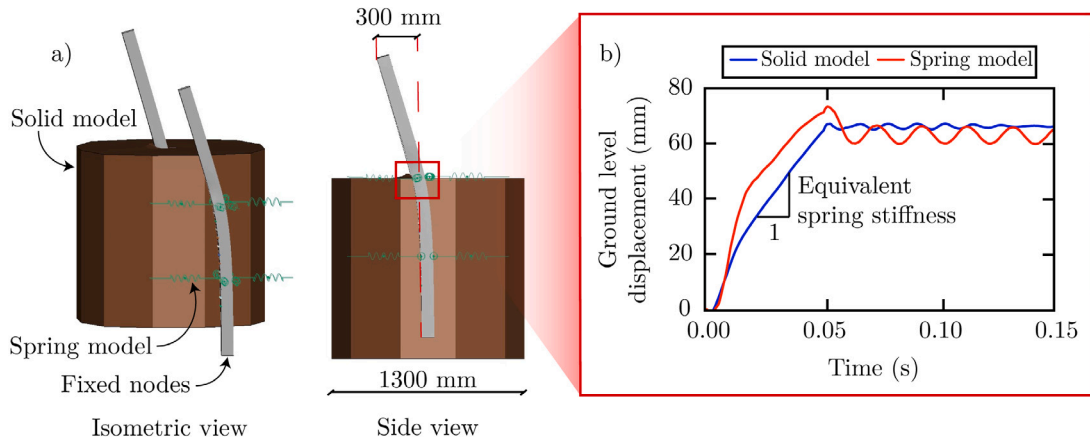 a)
300 mm
Solid model
Spring model
Fixed nodes
1300 mm
Isometric view
Side view
b)
Solid model Spring model
Ground level
displacement (mm)
80
60
40
20
0
Equivalent
spring stiffness
1
0.00 0.05 0.10 0.15
Time (s)